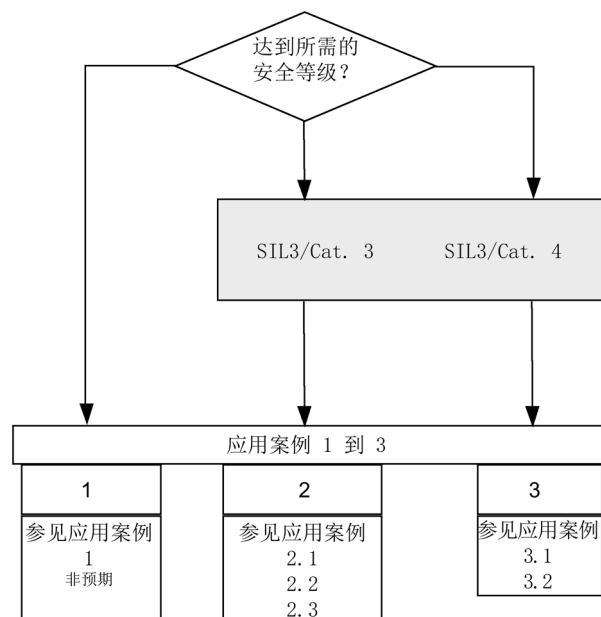 达到所需的
安全等级？
SIL3/Cat. 3
SIL3/Cat. 4
应用案例 1 到 3
1
2
3
参见应用案例
1
非预期
参见应用案例
2.1
2.2
2.3
参见应用案例
3.1
3.2